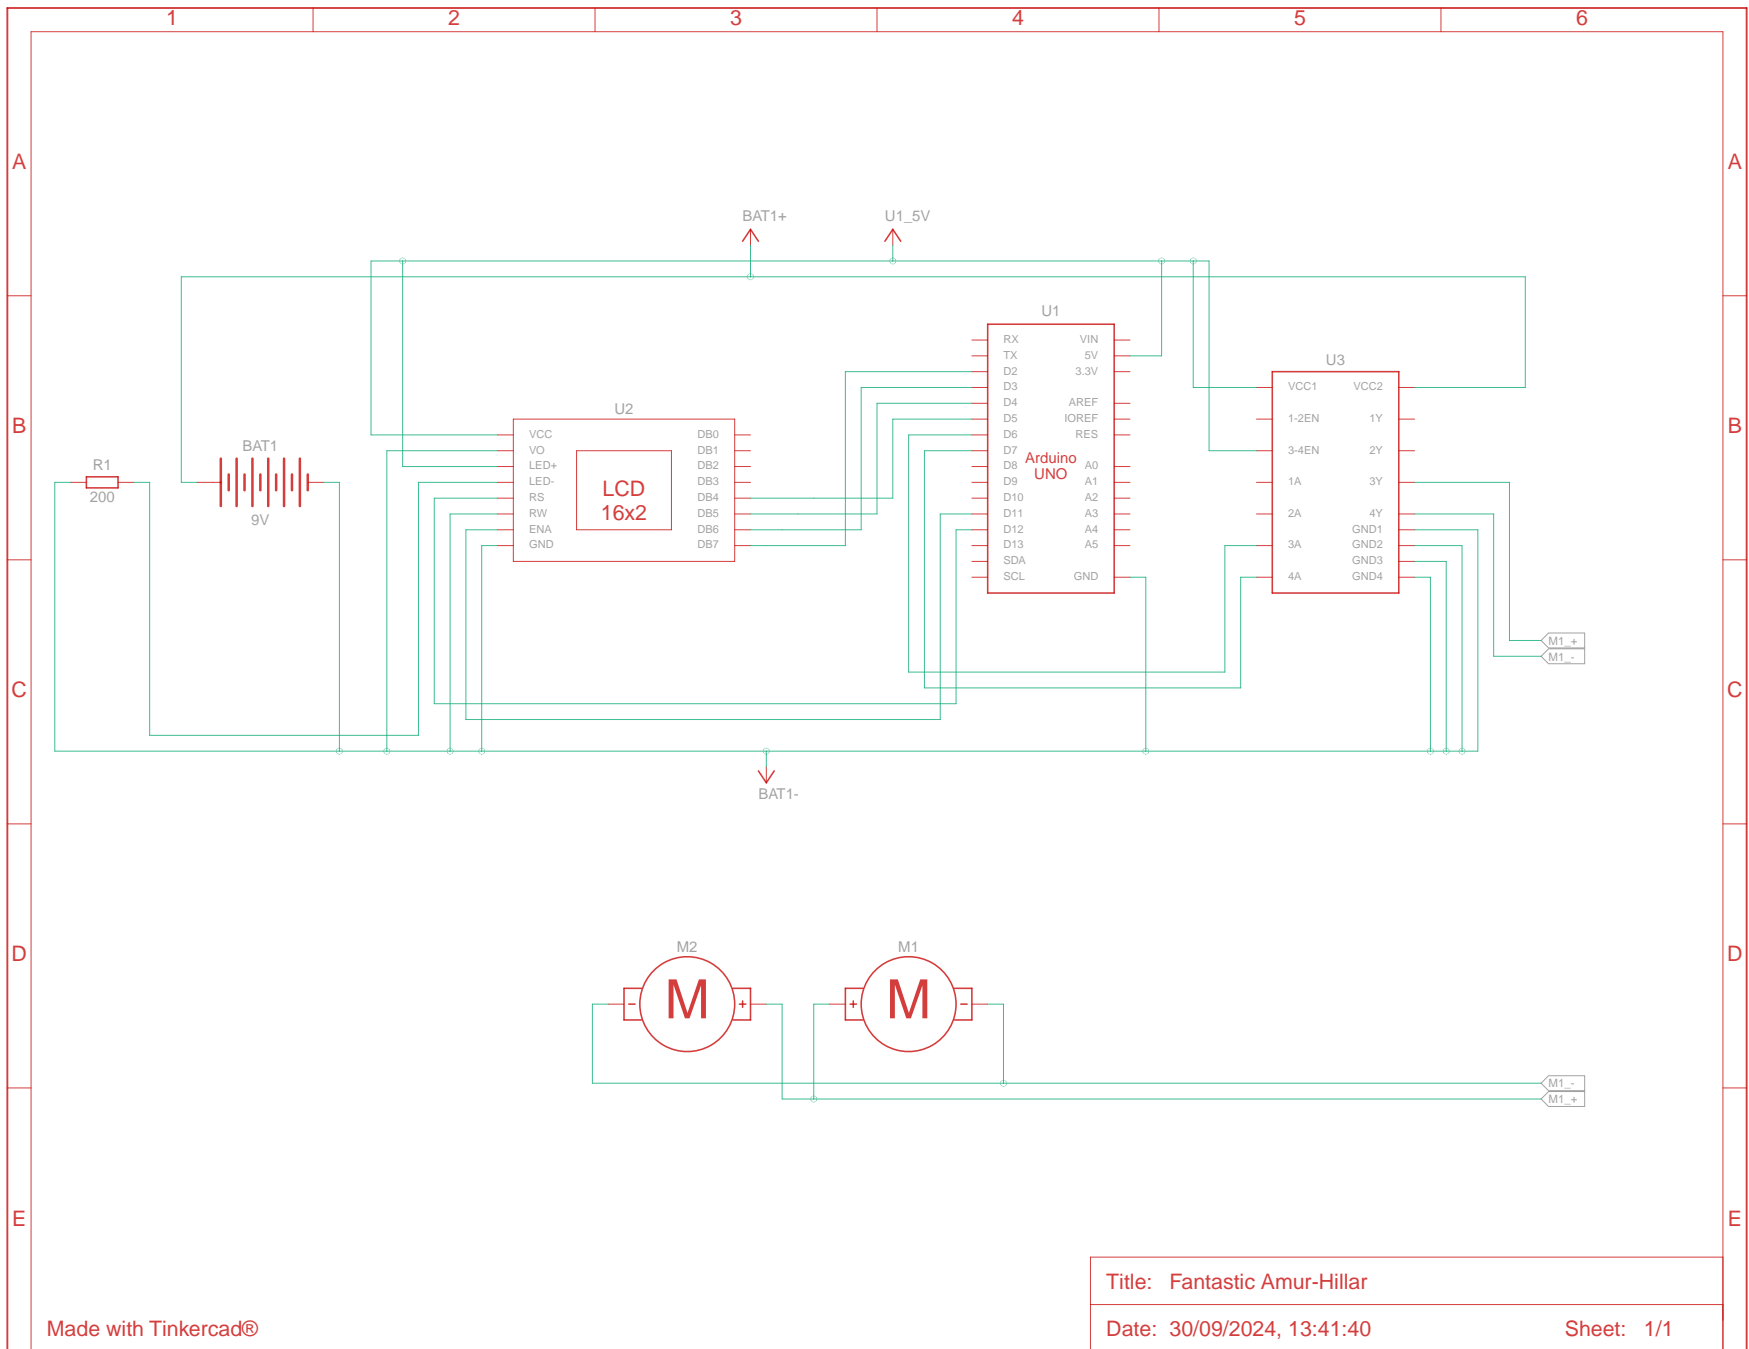 1 2 3 4 5 6
A A
BAT1+ U1_5V
U1
RX VIN
TX 5V
D2 3.3V
D3
D4 AREF
D5 IOREF
D6 RES
D7
Arduino
UNO
D8 A0
D9 A1
D10 A2
D11 A3
D12 A4
D13 A5
SDA
SCL GND
U3
VCC1 VCC2
1-2EN 1Y
3-4EN 2Y
1A 3Y
2A 4Y
GND1
3A GND2
GND3
4A GND4
B B
U2
VCC DB0
VO DB1
LED+ DB2
LED- DB3
RS DB4
RW DB5
ENA DB6
GND DB7
LCD
16x2
BAT1
9V
R1
200
M1_+
M1_-
C C
BAT1-
D D
M2 M1
- M +
+ M -
M1_-
M1_+
E E
Title: Fantastic Amur-Hillar
Made with Tinkercad®
Date: 30/09/2024, 13:41:40 Sheet: 1/1